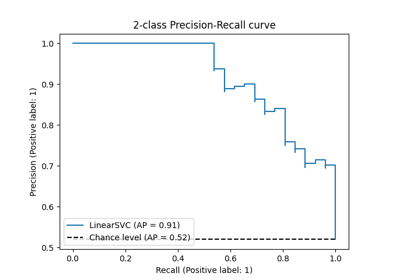 2-class Precision-Recall curve
1.0
0.9
0.8
0.7
0.6
0.5
Precision (Positive label: 1)
LinearSVC (AP = 0.91)
Chance level (AP = 0.52)
0.0 0.2 0.4 0.6 0.8 1.0
Recall (Positive label: 1)